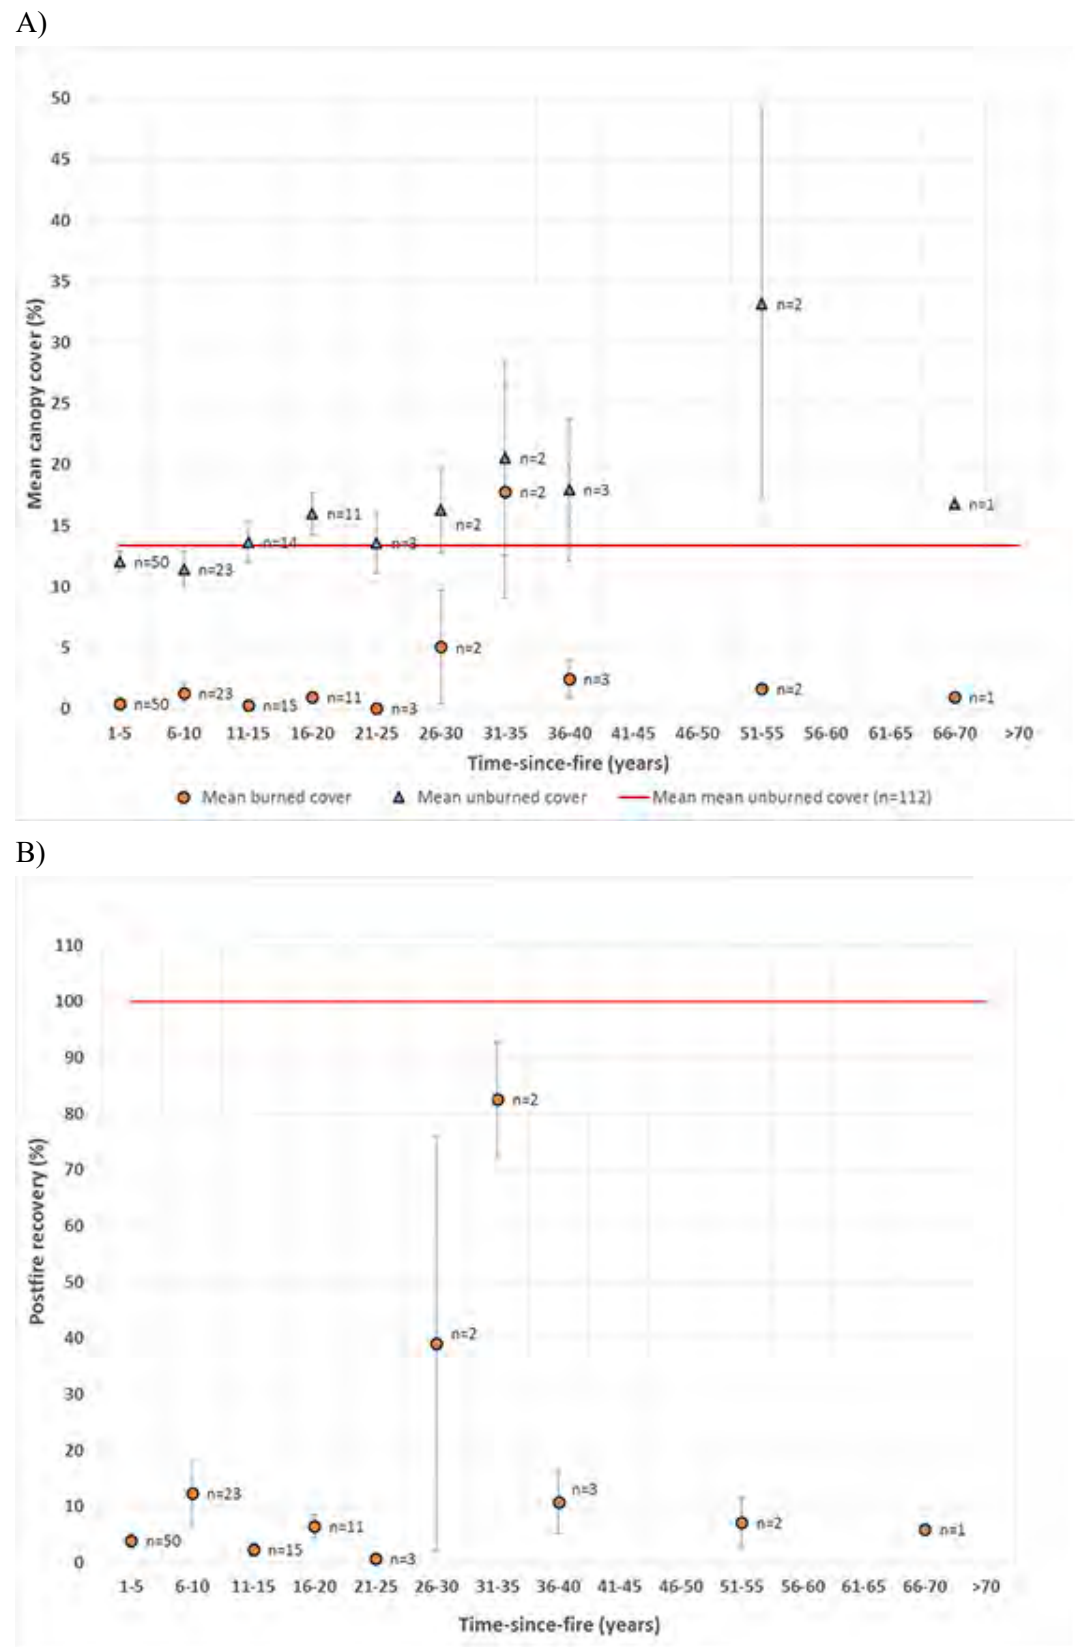 A)
50
45
40
35
30
25
20
15
10
5
0
Mean canopy cover (%)
n=50
n=23
n=14
n=11
n=3
n=2
n=2
n=2
n=3
n=2
n=1
n=50
n=23
n=15
n=11
n=3
n=2
n=3
n=2
n=1
1-5 6-10 11-15 16-20 21-25 26-30 31-35 36-40 41-45 46-50 51-55 56-60 61-65 66-70 >70
Time-since-fire (years)
Mean burned cover Mean unburned cover Mean mean unburned cover (n=112)
B)
110
100
90
80
70
60
50
40
30
20
10
0
Postfire recovery (%)
n=50
n=23
n=15
n=11
n=3
n=2
n=2
n=3
n=2
n=1
1-5 6-10 11-15 16-20 21-25 26-30 31-35 36-40 41-45 46-50 51-55 56-60 61-65 66-70 >70
Time-since-fire (years)